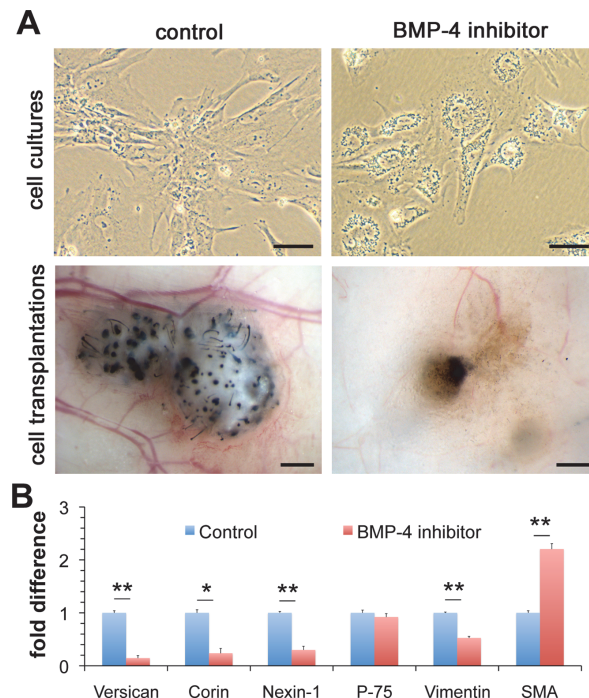 A
control
BMP-4 inhibitor
cell cultures
cell transplantations
B
fold difference
3
2
1
0
Control
BMP-4 inhibitor
**
*
**
**
**
Versican
Corin
Nexin-1
P-75
Vimentin
SMA